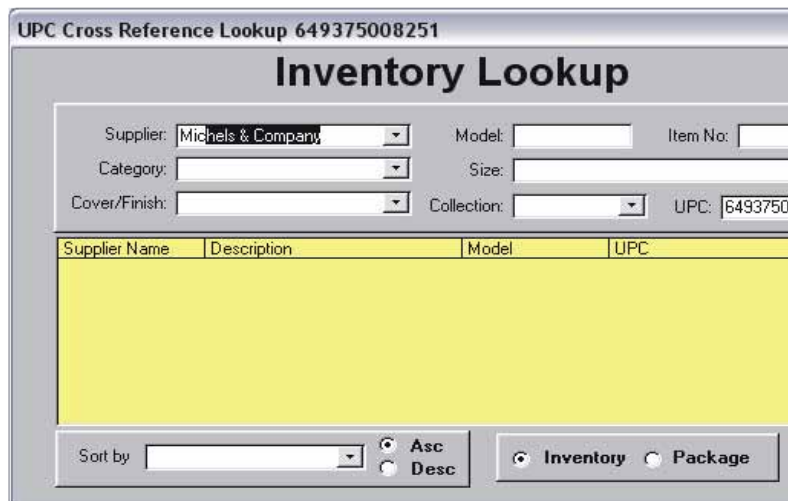 UPC Cross Reference Lookup 649375008251
Inventory Lookup
Supplier: Michels & Company Model: Item No:
Category: Size:
Cover/Finish: Collection: UPC: 6493750
Supplier Name Description Model UPC
Sort by Asc
Desc
Inventory Package